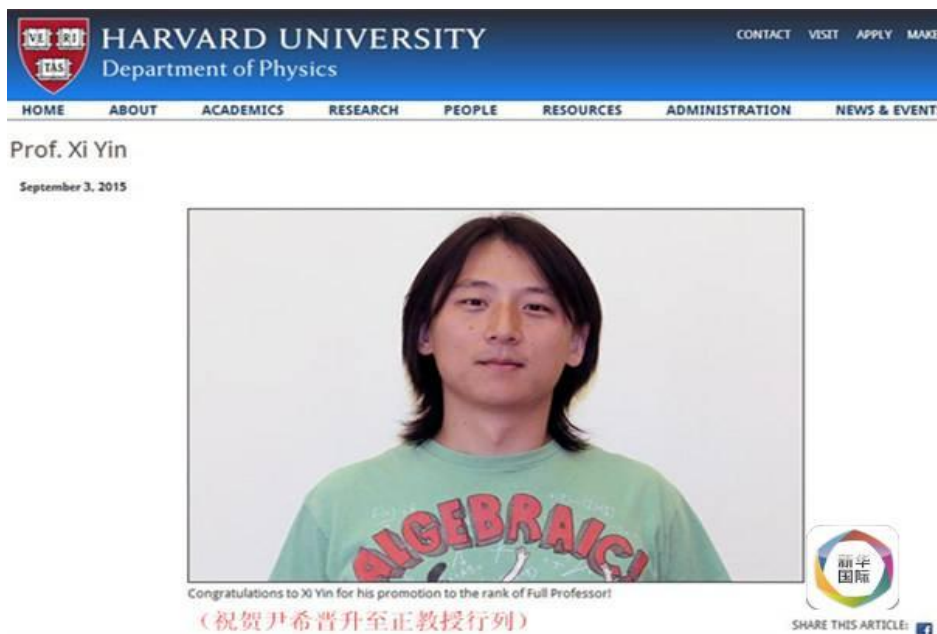 VE RI
TAS
HARVARD UNIVERSITY
Department of Physics
CONTACT VISIT APPLY MAKE
HOME ABOUT ACADEMICS RESEARCH PEOPLE RESOURCES ADMINISTRATION NEWS & EVENT
Prof. Xi Yin
September 3, 2015
ALGEBRAIC!
新华
国际
Congratulations to Xi Yin for his promotion to the rank of Full Professor!
（祝贺尹希晋升至正教授行列）
SHARE THIS ARTICLE: